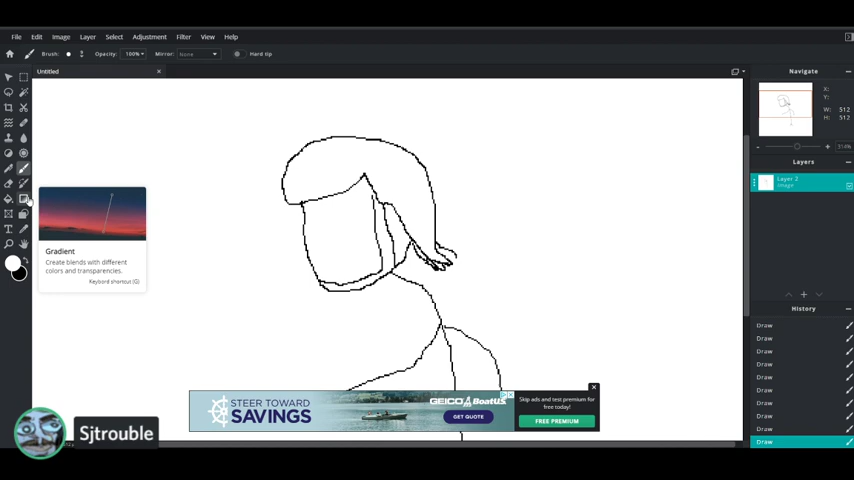 File Edit Image Layer Select Adjustment Filter View Help
Brush: Opacity: 100% Mirror: None Hard tip
Untitled
Navigate
X:
Y:
W: 512
H: 512
314%
Layers
Layer 2
Image
Gradient
Create blends with different
colors and transparencies.
Keyboard shortcut (G)
History
Draw
Draw
Draw
Draw
Draw
Draw
Draw
Draw
Draw
Draw
STEER TOWARD
SAVINGS
GEICO BoatU.S.
GET QUOTE
Skip ads and test premium for
free today!
FREE PREMIUM
Sjtrouble